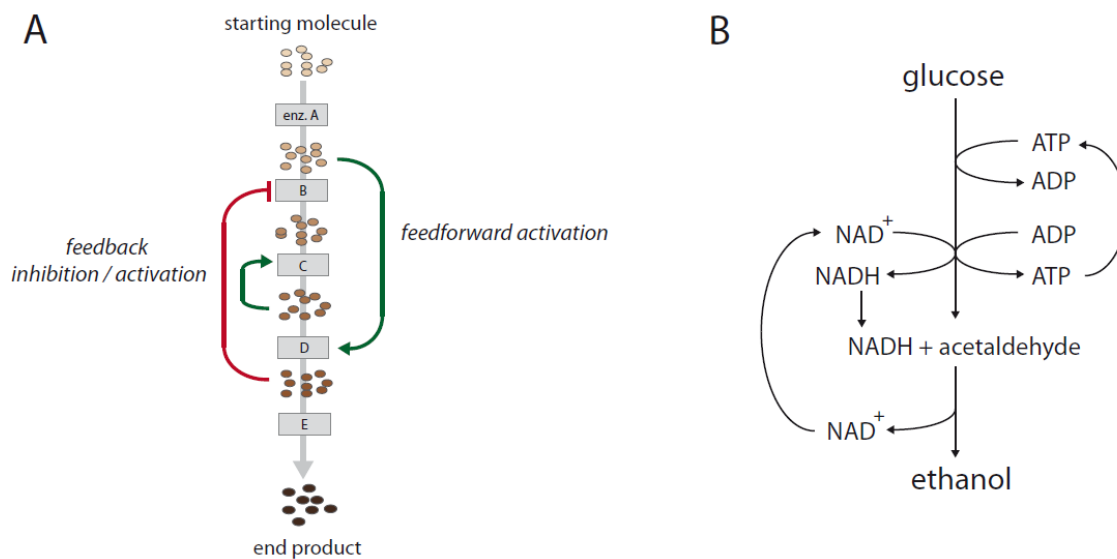 A
starting molecule
enz. A
B
feedback
inhibition / activation
feedforward activation
C
D
E
end product
B
glucose
ATP
ADP
NAD+
ADP
NADH
ATP
NADH + acetaldehyde
NAD+
ethanol